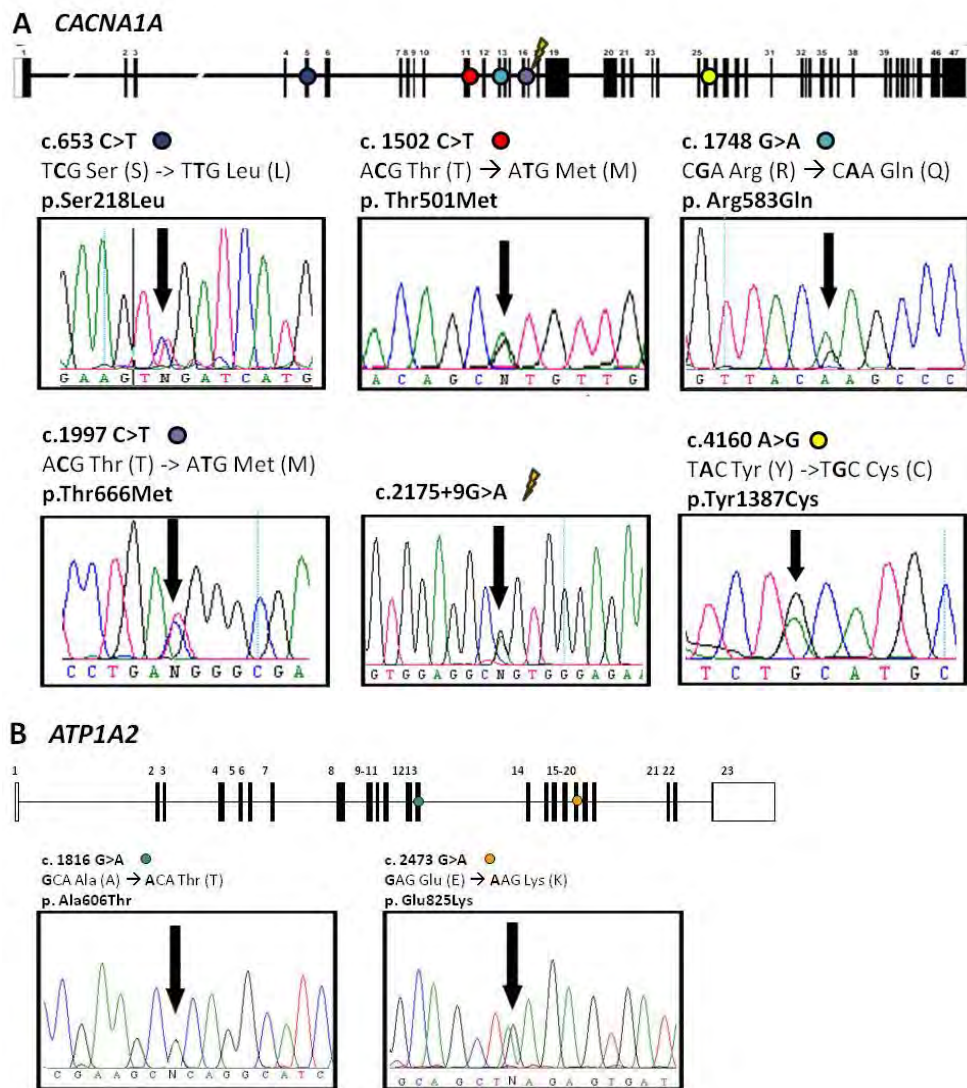 A CACNA1A
1 2 3 4 5 6 7 8 9 10 11 12 13 16 19 20 21 23 25 31 32 35 38 39 46 47
c.653 C>T
TCG Ser (S) -> TTG Leu (L)
p.Ser218Leu
G A A G T N G A T C A T G
c. 1502 C>T
ACG Thr (T) → ATG Met (M)
p. Thr501Met
A C A G C N T G T T G
c. 1748 G>A
CGA Arg (R) → CAA Gln (Q)
p. Arg583Gln
G T T A C A A G C C C
c.1997 C>T
ACG Thr (T) -> ATG Met (M)
p.Thr666Met
C C T G A N G G G C G A
c.2175+9G>A
G T G G A G G C N G T G G G A G A A
c.4160 A>G
TAC Tyr (Y) ->TGC Cys (C)
p.Tyr1387Cys
T C T G C A T G C
B ATP1A2
1 2 3 4 5 6 7 8 9-11 1213 14 15-20 21 22 23
c. 1816 G>A
GCA Ala (A) → ACA Thr (T)
p. Ala606Thr
C G A A G C N C A G G C A T C
c. 2473 G>A
GAG Glu (E) → AAG Lys (K)
p. Glu825Lys
G C A G C T N A G A G T G A T